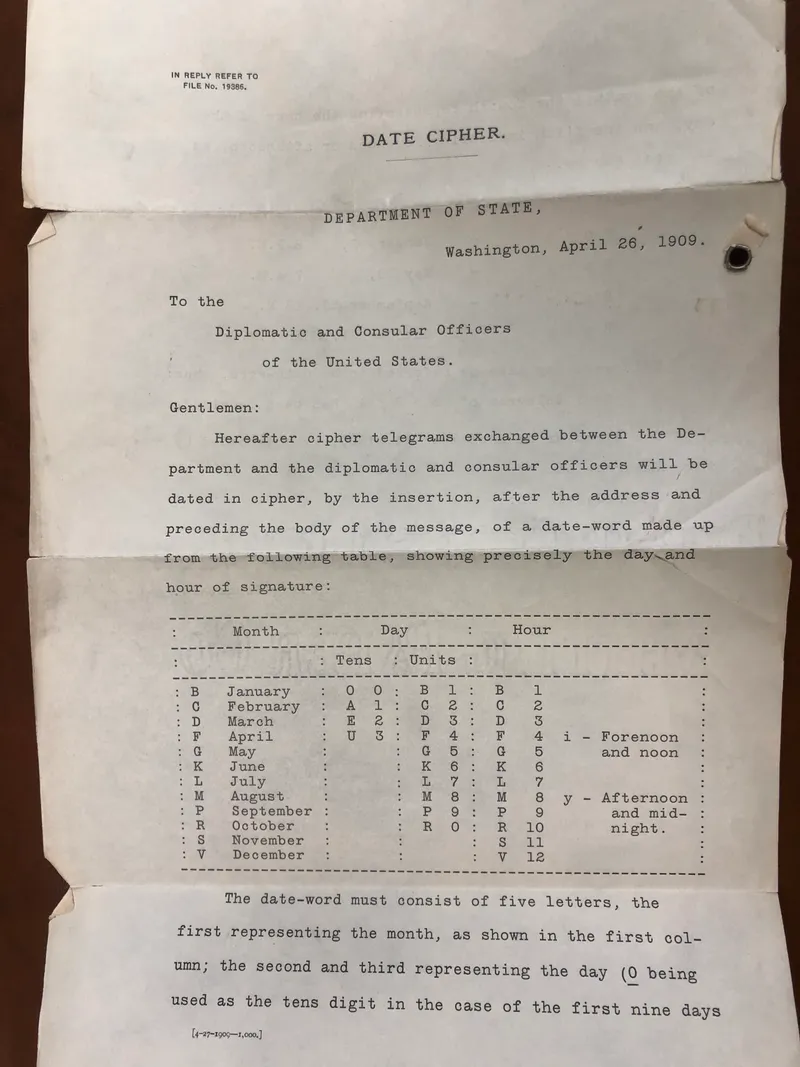 IN REPLY REFER TO
FILE No. 19386.
DATE CIPHER.
DEPARTMENT OF STATE,
Washington, April 26, 1909.
To the
Diplomatic and Consular Officers
of the United States.
Gentlemen:
Hereafter cipher telegrams exchanged between the De-
partment and the diplomatic and consular officers will be
dated in cipher, by the insertion, after the address and
preceding the body of the message, of a date-word made up
from the following table, showing precisely the day and
hour of signature:
: Month : Day : Hour :
: : Tens : Units : :
: B January : O 0 : B 1 : B 1 :
: C February : A 1 : C 2 : C 2 :
: D March : E 2 : D 3 : D 3 :
: F April : U 3 : F 4 : F 4 i - Forenoon :
: G May : : G 5 : G 5 and noon :
: K June : : K 6 : K 6 :
: L July : : L 7 : L 7 :
: M August : : M 8 : M 8 y - Afternoon :
: P September : : P 9 : P 9 and mid- :
: R October : : R 0 : R 10 night. :
: S November : : : S 11 :
: V December : : : V 12 :
The date-word must consist of five letters, the
first representing the month, as shown in the first col-
umn; the second and third representing the day (O being
used as the tens digit in the case of the first nine days
[4-27-1909—1,000.]